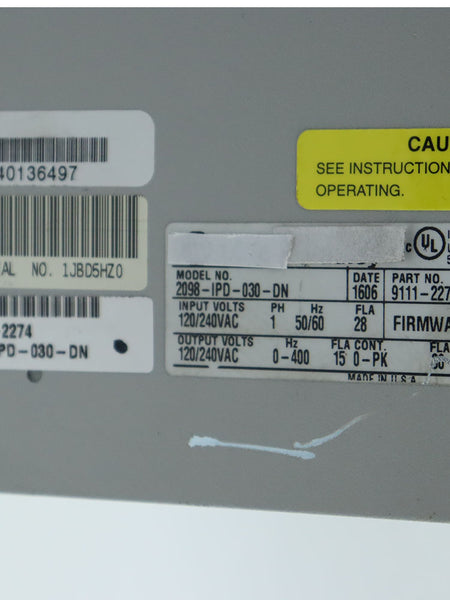 40136497
AL NO. 1JBD5HZ0
2274
PD-030-DN
CAU
SEE INSTRUCTION
OPERATING.
C UL
MODEL NO. DATE PART NO.
2098-IPD-030-DN 1606 9111-227
INPUT VOLTS PH Hz FLA
120/240VAC 1 50/60 28 FIRMWA
OUTPUT VOLTS Hz FLA CONT. FLA
120/240VAC 0-400 15 0-PK
MADE IN U.S.A